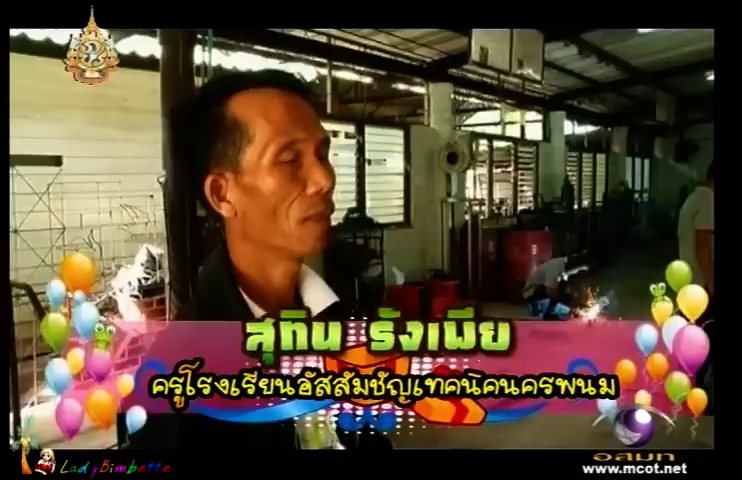 สุทิน รังเพีย
ครูโรงเรียนอัสสัมชัญเทคนิคนครพนม
อสมท
www.mcot.net
LadyBimbette